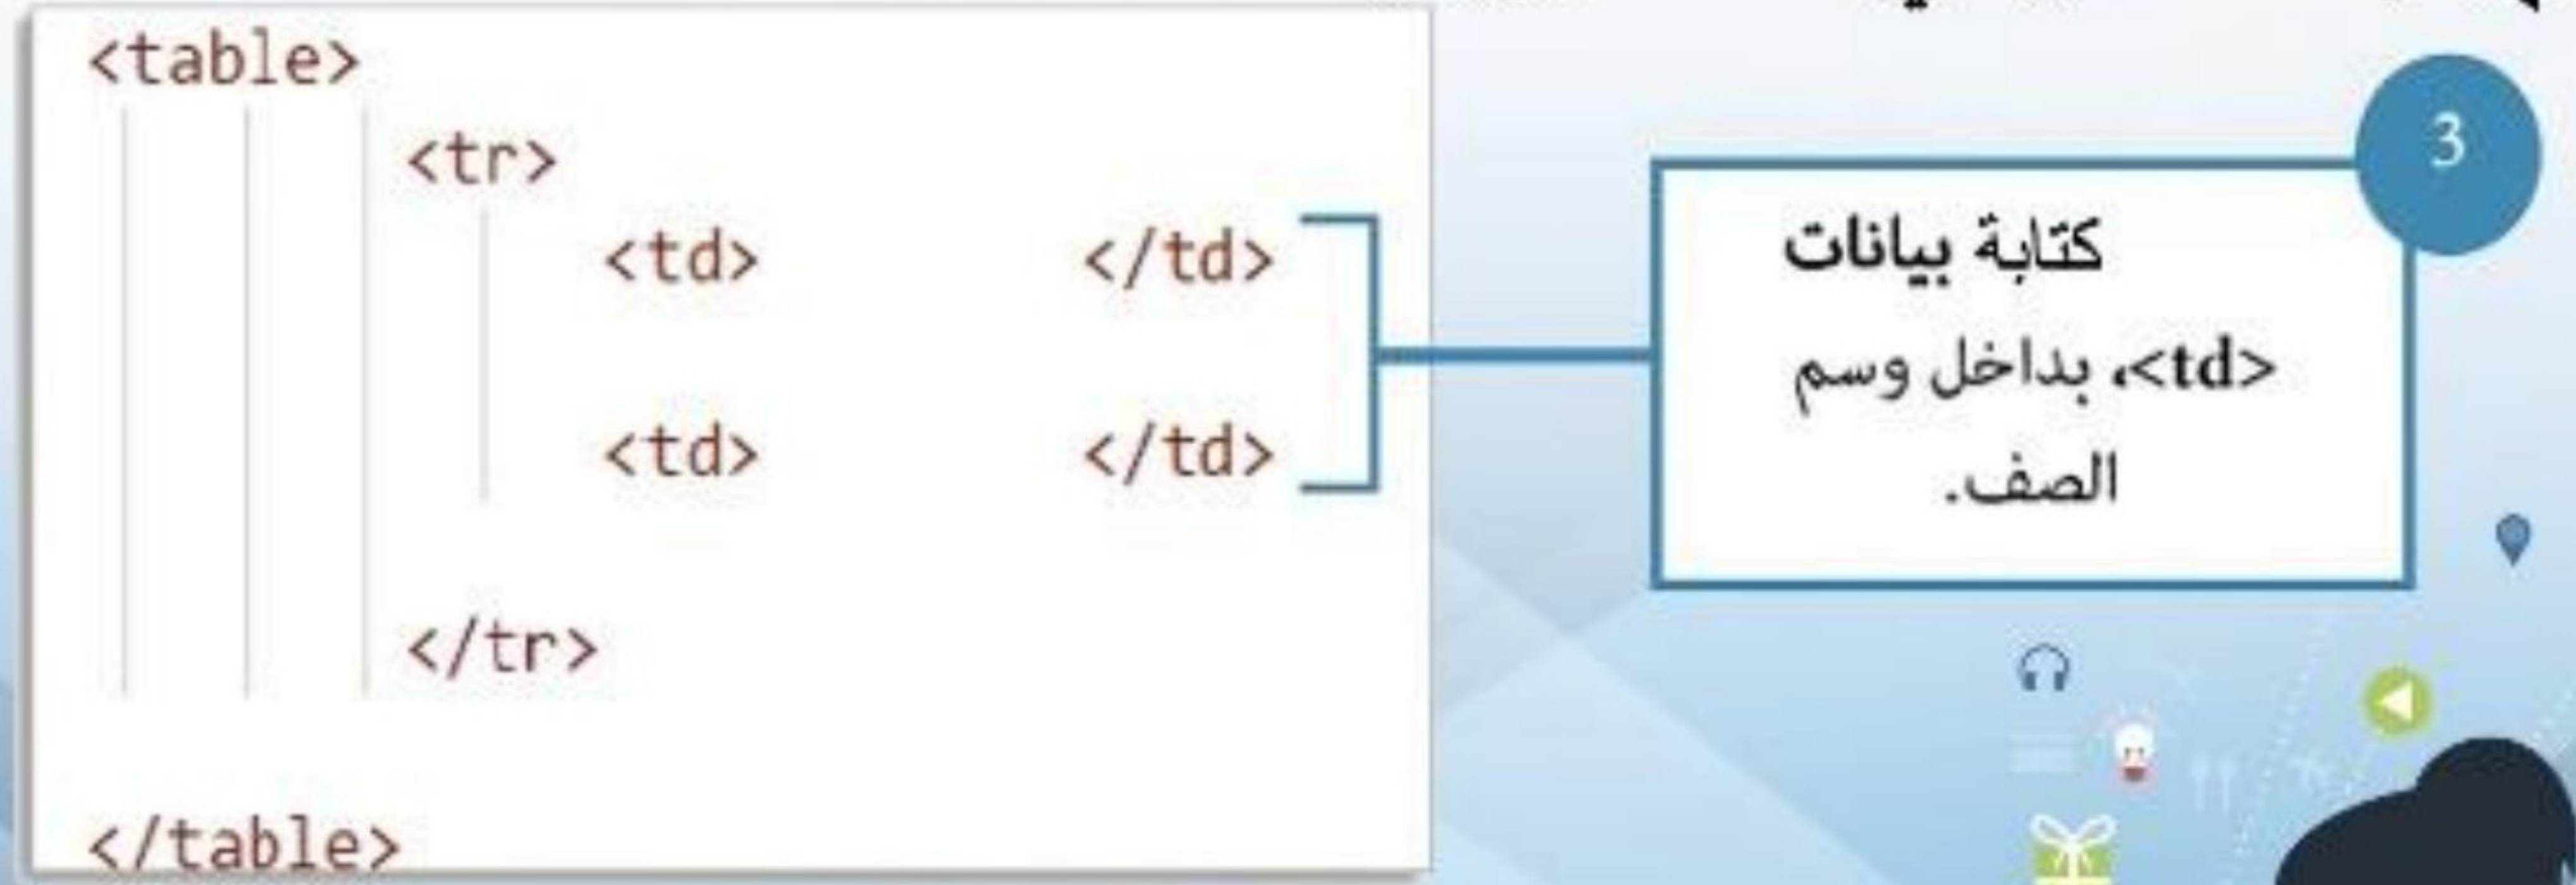 <table>
<tr>
<td> </td>
<td> </td>
</tr>
</table>
3
كتابة بيانات
<td>، بداخل وسم
الصف.